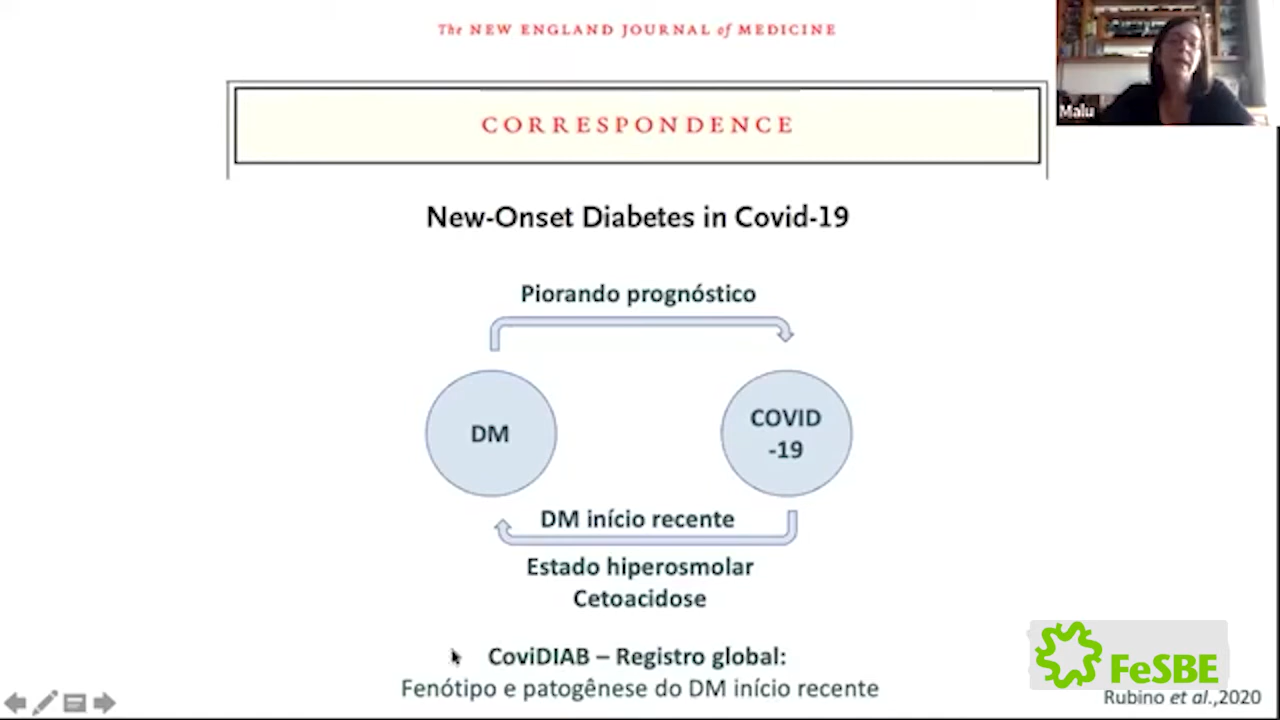 The NEW ENGLAND JOURNAL of MEDICINE
Malu
CORRESPONDENCE
New-Onset Diabetes in Covid-19
Piorando prognóstico
DM
COVID
-19
DM início recente
Estado hiperosmolar
Cetoacidose
CoviDIAB – Registro global:
Fenótipo e patogênese do DM início recente
FeSBE
Rubino et al.,2020